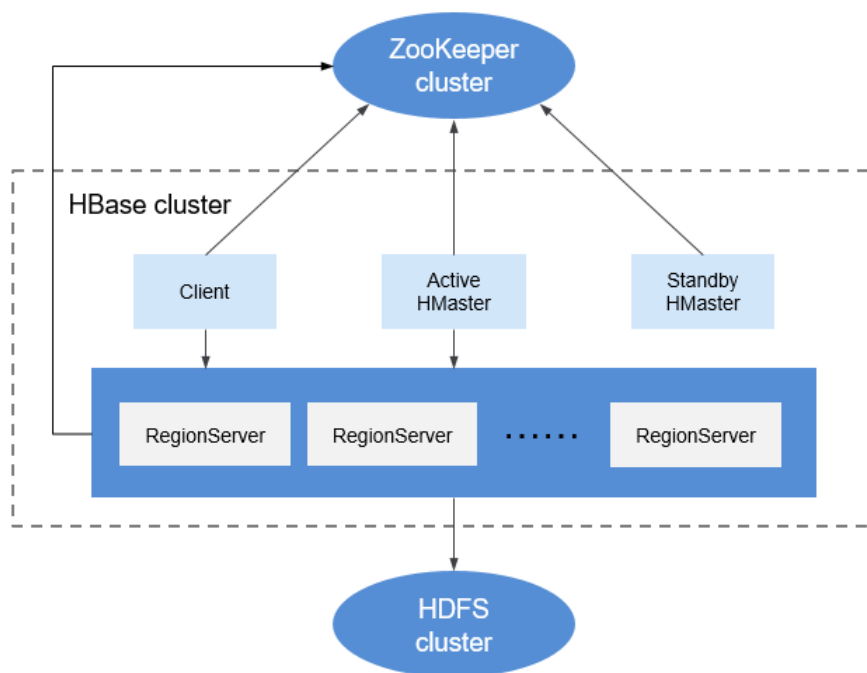 ZooKeeper
cluster
HBase cluster
Client
Active
HMaster
Standby
HMaster
RegionServer
RegionServer
······
RegionServer
HDFS
cluster